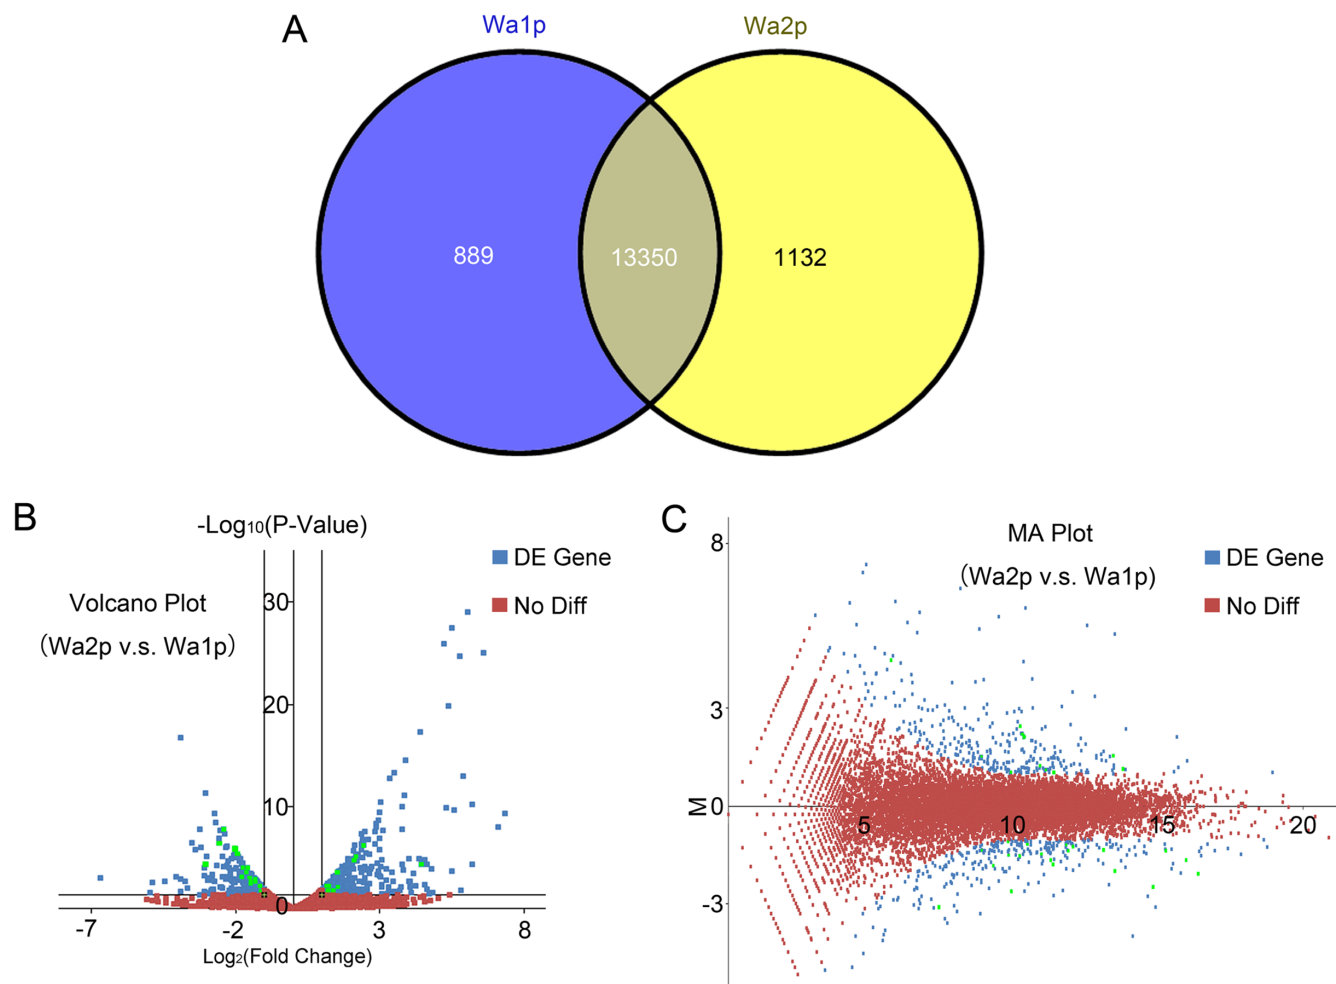 A
Wa1p
Wa2p
889
13350
1132
B
-Log₁₀(P-Value)
DE Gene
No Diff
Volcano Plot
(Wa2p v.s. Wa1p)
30
20
10
0
-7
-2
3
8
Log₂(Fold Change)
C
MA Plot
(Wa2p v.s. Wa1p)
DE Gene
No Diff
8
3
M
0
-3
5
10
15
20